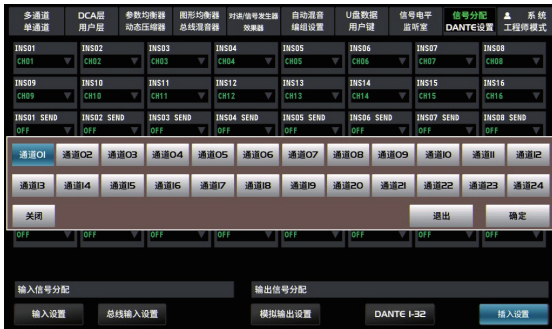 多通道 DCA层 参数均衡器 图形均衡器 对讲/信号发生器 自动混音 U盘数据 信号电平 信号分配 系 统
单通道 用户层 动态压缩器 总线混音器 效果器 编组设置 用户键 监听室 DANTE设置 工程师模式
INS01 INS02 INS03 INS04 INS05 INS06 INS07 INS08
CH01 CH02 CH03 CH04 CH05 CH06 CH07 CH08
INS09 INS10 INS11 INS12 INS13 INS14 INS15 INS16
CH09 CH10 CH11 CH12 CH13 CH14 CH15 CH16
INS01 SEND INS02 SEND INS03 SEND INS04 SEND INS05 SEND INS06 SEND INS07 SEND INS08 SEND
OFF OFF OFF OFF OFF OFF OFF OFF
通道01 通道02 通道03 通道04 通道05 通道06 通道07 通道08 通道09 通道10 通道11 通道12
通道13 通道14 通道15 通道16 通道17 通道18 通道19 通道20 通道21 通道22 通道23 通道24
关闭 退出 确定
OFF OFF OFF OFF OFF OFF OFF OFF
输入信号分配 输出信号分配
输入设置 总线输入设置 模拟输出设置 DANTE 1-32 插入设置